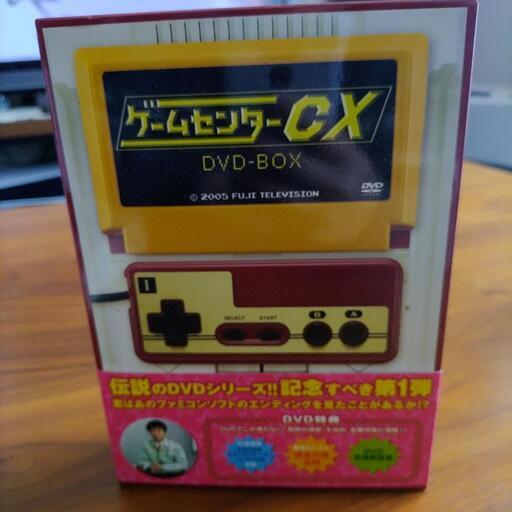 ゲームセンターCX
DVD-BOX
© 2005 FUJI TELEVISION
DVD
I
SELECT
START
B
A
伝説のDVDシリーズ!!記念すべき第1弾
君はあのファミコンソフトのエンディングを見たことがあるか!?
DVD特典